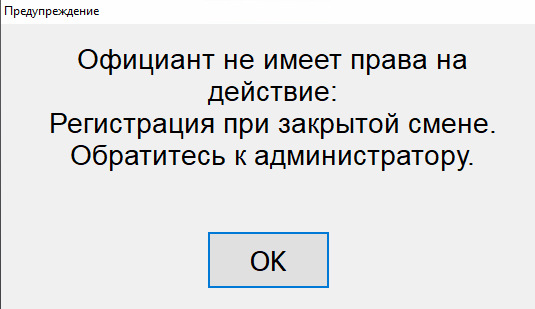 Предупреждение
Официант не имеет права на
действие:
Регистрация при закрытой смене.
Обратитесь к администратору.
OK